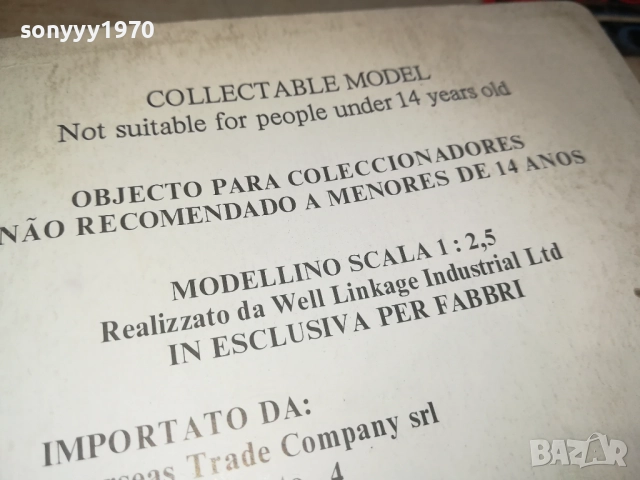 sonyyy1970
COLLECTABLE MODEL
Not suitable for people under 14 years old
OBJECTO PARA COLECCIONADORES
NÃO RECOMENDADO A MENORES DE 14 ANOS
MODELLINO SCALA 1 : 2,5
Realizzato da Well Linkage Industrial Ltd
IN ESCLUSIVA PER FABBRI
IMPORTATO DA:
Trade Company srl
4
BAZAR
bg